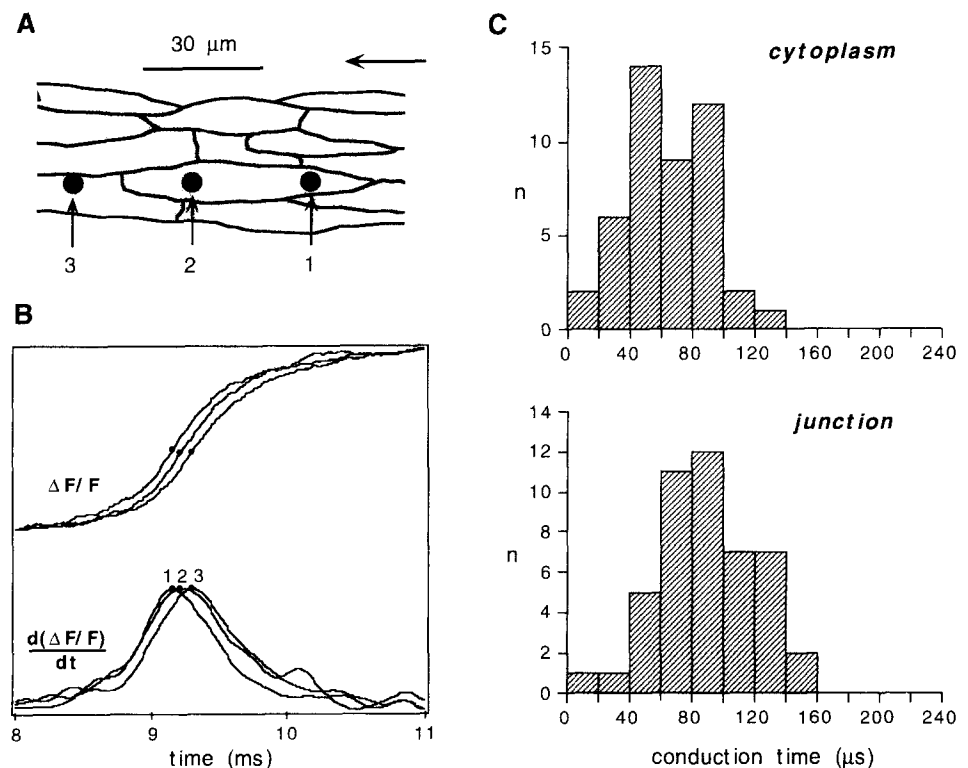 A
30 µm
3
2
1
B
ΔF/F
1 2 3
d(ΔF/F)
dt
8
9
10
11
time (ms)
C
cytoplasm
15
10
n
5
0
0
40
80
120
160
200
240
junction
14
12
10
8
n
6
4
2
0
0
40
80
120
160
200
240
conduction time (µs)